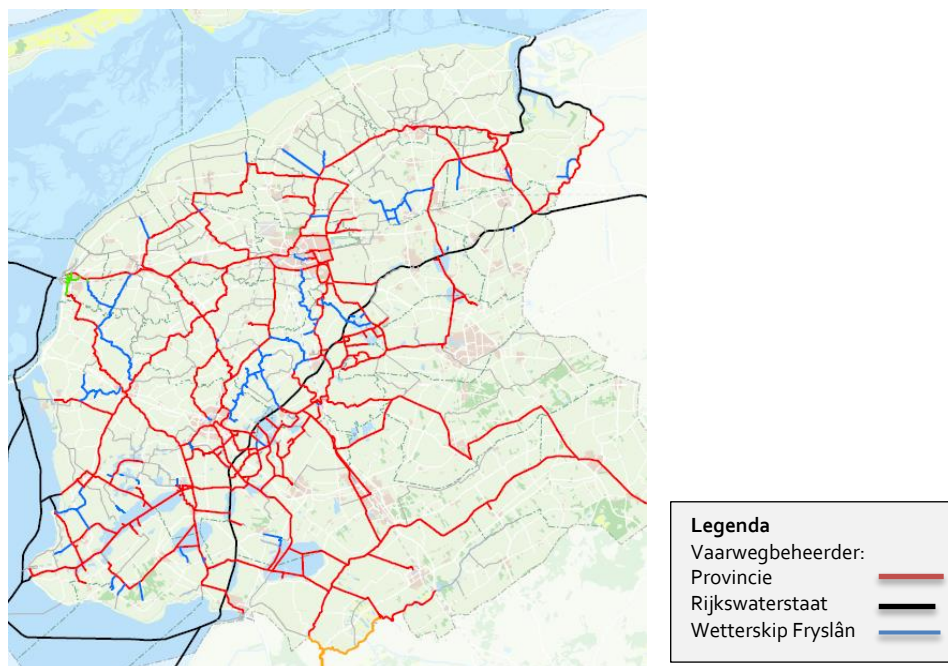 Legenda
Vaarwegbeheerder:
Provincie
Rijkswaterstaat
Wetterskip Fryslân